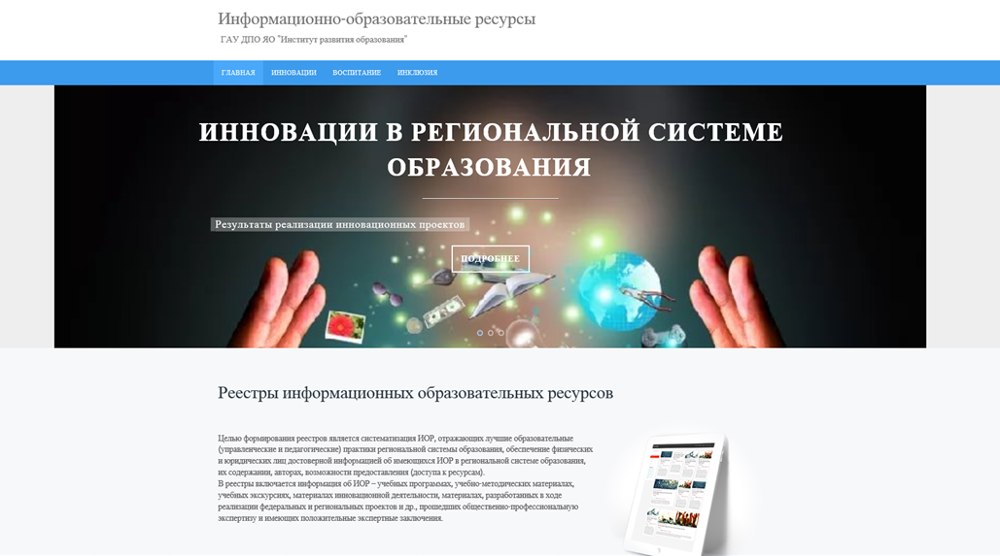 Информационно-образовательные ресурсы
ГАУ ДПО ЯО "Институт развития образования"
ГЛАВНАЯ ИННОВАЦИИ ВОСПИТАНИЕ ИНКЛЮЗИЯ
ИННОВАЦИИ В РЕГИОНАЛЬНОЙ СИСТЕМЕ
ОБРАЗОВАНИЯ
Результаты реализации инновационных проектов
ПОДРОБНЕЕ
Реестры информационных образовательных ресурсов
Целью формирования реестров является систематизация ИОР, отражающих лучшие образовательные
(управленческие и педагогические) практики региональной системы образования, обеспечение физических
и юридических лиц достоверной информацией об имеющихся ИОР в региональной системе образования,
их содержании, авторах, возможности предоставления (доступа к ресурсам).
В реестры включается информация об ИОР – учебных программах, учебно-методических материалах,
учебных экскурсиях, материалах инновационной деятельности, материалах, разработанных в ходе
реализации федеральных и региональных проектов и др., прошедших общественно-профессиональную
экспертизу и имеющих положительные экспертные заключения.